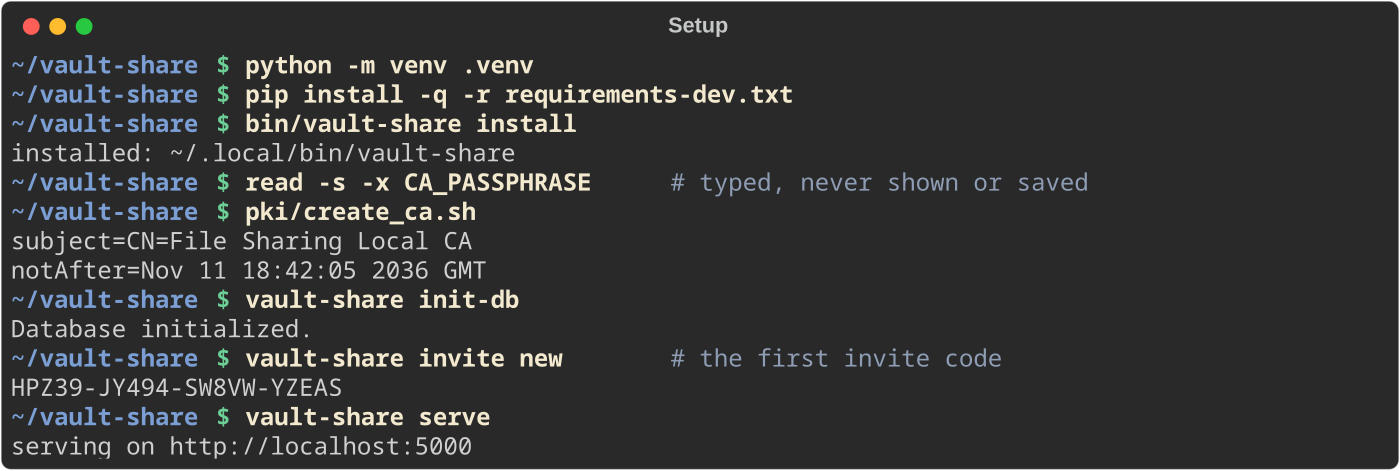 Setup
~/vault-share $ python -m venv .venv
~/vault-share $ pip install -q -r requirements-dev.txt
~/vault-share $ bin/vault-share install
installed: ~/.local/bin/vault-share
~/vault-share $ read -s -x CA_PASSPHRASE # typed, never shown or saved
~/vault-share $ pki/create_ca.sh
subject=CN=File Sharing Local CA
notAfter=Nov 11 18:42:05 2036 GMT
~/vault-share $ vault-share init-db
Database initialized.
~/vault-share $ vault-share invite new # the first invite code
HPZ39-JY494-SW8VW-YZEAS
~/vault-share $ vault-share serve
serving on http://localhost:5000